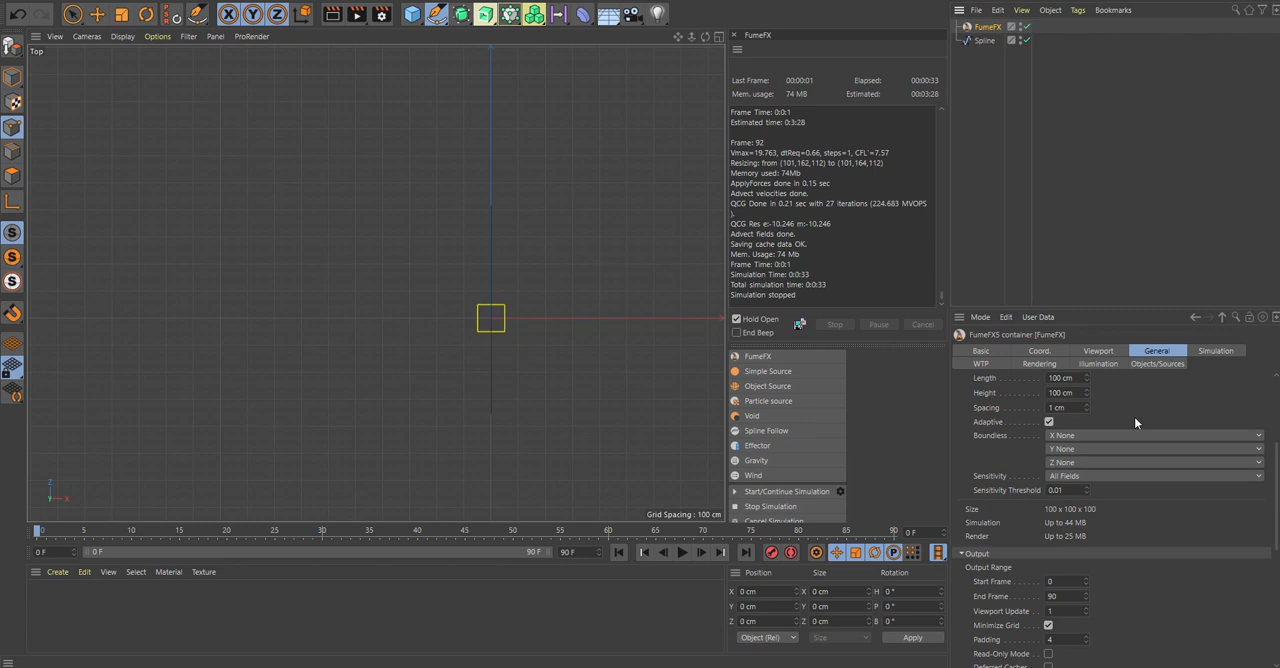 File Edit View Object Tags Bookmarks
FumeFX
Spline
View Cameras Display Options Filter Panel ProRender
Top
Z
Y X
Grid Spacing : 100 cm
FumeFX
Last Frame: 00:00:01 Elapsed: 00:00:33
Mem. usage: 74 MB Estimated: 00:03:28
Frame Time: 0:0:1
Estimated time: 0:3:28
Frame: 92
Vmax=19.763, dtReq=0.66, steps=1, CFL'=7.57
Resizing: from (101,162,112) to (101,164,112)
Memory used: 74Mb
ApplyForces done in 0.15 sec
Advect velocities done.
QCG Done in 0.21 sec with 27 iterations (224.683 MVOPS
).
QCG Res e:-10.246 m:-10.246
Advect fields done.
Saving cache data OK.
Mem. Usage: 74 Mb
Frame Time: 0:0:1
Simulation Time: 0:0:33
Total simulation time: 0:0:33
Simulation stopped
Hold Open Stop Pause Cancel
End Beep
FumeFX
Simple Source
Object Source
Particle source
Void
Spline Follow
Effector
Gravity
Wind
Start/Continue Simulation
Stop Simulation
Cancel Simulation
Mode Edit User Data
FumeFX5 container [FumeFX]
Basic Coord. Viewport General Simulation
WTP Rendering Illumination Objects/Sources
Length 100 cm
Height 100 cm
Spacing 1 cm
Adaptive
Boundless X None
Y None
Z None
Sensitivity All Fields
Sensitivity Threshold 0.01
Size 100 x 100 x 100
Simulation Up to 44 MB
Render Up to 25 MB
Output
Output Range
Start Frame 0
End Frame 90
Viewport Update 1
Minimize Grid
Padding 4
Read-Only Mode
Deferred Caches
0 5 10 15 20 25 30 35 40 45 50 55 60 65 70 75 80 85 90 0 F
0 F 0 F 90 F 90 F
Create Edit View Select Material Texture
Position Size Rotation
X 0 cm X 0 cm H 0 °
Y 0 cm Y 0 cm P 0 °
Z 0 cm Z 0 cm B 0 °
Object (Rel) Size Apply